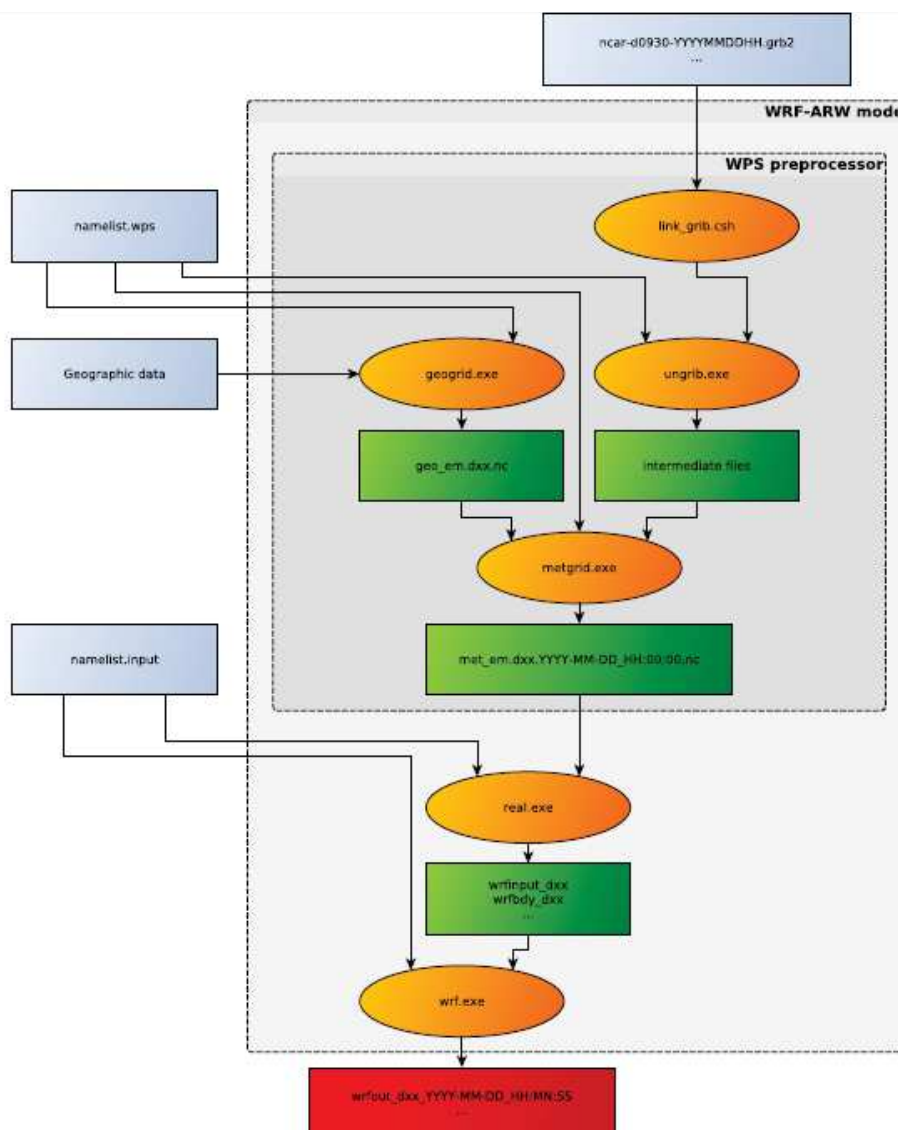 ncar-d0930-YYYYMMDDHH.grb2
...
WRF-ARW mode
WPS preprocessor
namelist.wps
link_grib.csh
Geographic data
geogrid.exe
ungrib.exe
geo_em.dxx.nc
intermediate files
metgrid.exe
namelist.input
met_em.dxx.YYYY-MM-DD_HH:00:00.nc
real.exe
wrfinput_dxx
wrfbdy_dxx
...
wrf.exe
wrfout_dxx_YYYY-MM-DD_HH:MN:SS
...